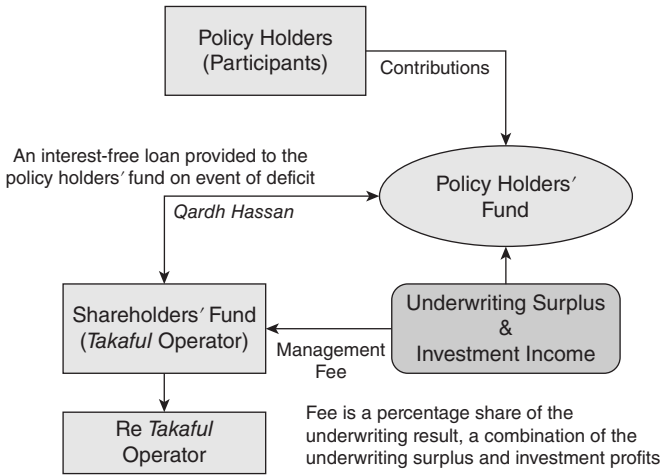 Policy Holders
(Participants)
Contributions
An interest-free loan provided to the
policy holders′ fund on event of deficit
Qardh Hassan
Policy Holders′
Fund
Shareholders′ Fund
(Takaful Operator)
Management
Fee
Underwriting Surplus
&
Investment Income
Re Takaful
Operator
Fee is a percentage share of the
underwriting result, a combination of the
underwriting surplus and investment profits